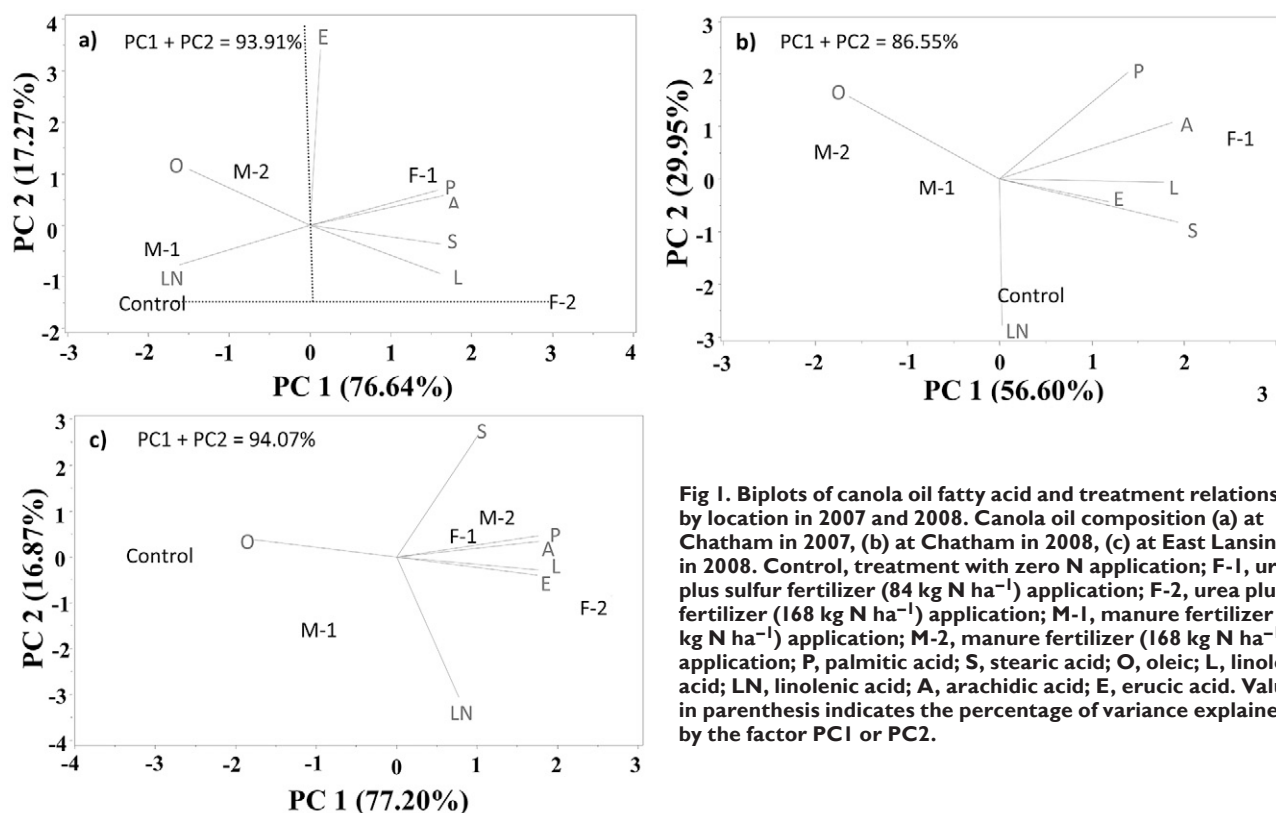 a) PC1 + PC2 = 93.91%
E
O
M-2
F-1
P
A
M-1
S
LN
L
Control
F-2
PC 2 (17.27%)
4
3
2
1
0
-1
-2
-3 -2 -1 0 1 2 3 4
PC 1 (76.64%)
b) PC1 + PC2 = 86.55%
P
O
A
M-2
F-1
M-1
L
E
S
Control
LN
PC 2 (29.95%)
3
2
1
0
-1
-2
-3
-3 -2 -1 0 1 2
3
PC 1 (56.60%)
c) PC1 + PC2 = 94.07%
S
M-2
F-1
P
A
O
Control
L
E
F-2
M-1
LN
PC 2 (16.87%)
3
2
1
0
-1
-2
-3
-4
-4 -3 -2 -1 0 1 2 3
PC 1 (77.20%)
Fig 1. Biplots of canola oil fatty acid and treatment relations
by location in 2007 and 2008. Canola oil composition (a) at
Chatham in 2007, (b) at Chatham in 2008, (c) at East Lansin
in 2008. Control, treatment with zero N application; F-1, ur
plus sulfur fertilizer (84 kg N ha⁻¹) application; F-2, urea plu
fertilizer (168 kg N ha⁻¹) application; M-1, manure fertilizer
kg N ha⁻¹) application; M-2, manure fertilizer (168 kg N ha⁻
application; P, palmitic acid; S, stearic acid; O, oleic; L, linol
acid; LN, linolenic acid; A, arachidic acid; E, erucic acid. Val
in parenthesis indicates the percentage of variance explaine
by the factor PC1 or PC2.